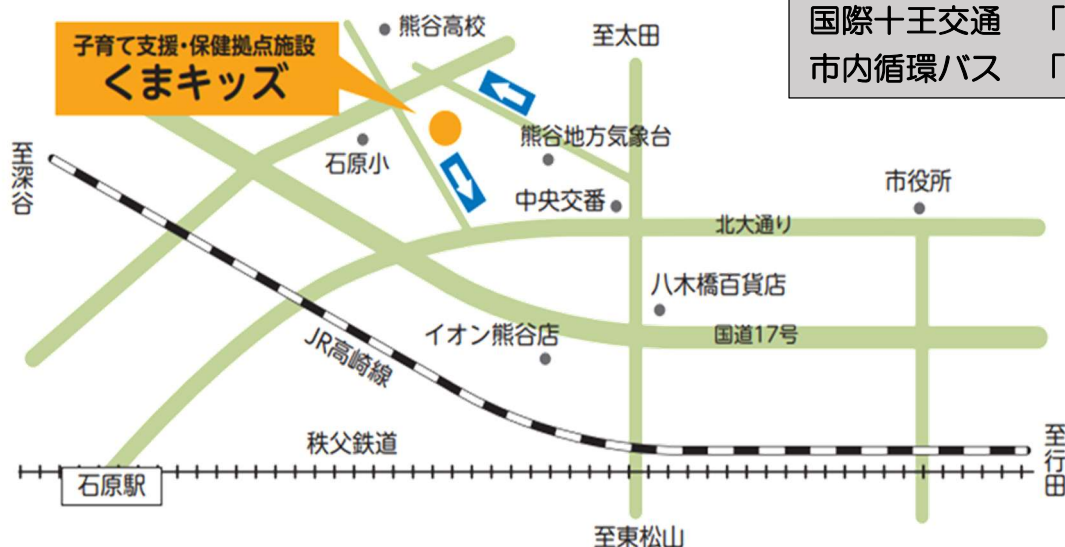 熊谷高校
至太田
国際十王交通 「
市内循環バス 「
子育て支援・保健拠点施設
くまキッズ
熊谷地方気象台
石原小
至深谷
中央交番
市役所
北大通り
八木橋百貨店
イオン熊谷店
国道17号
JR高崎線
秩父鉄道
至行田
石原駅
至東松山